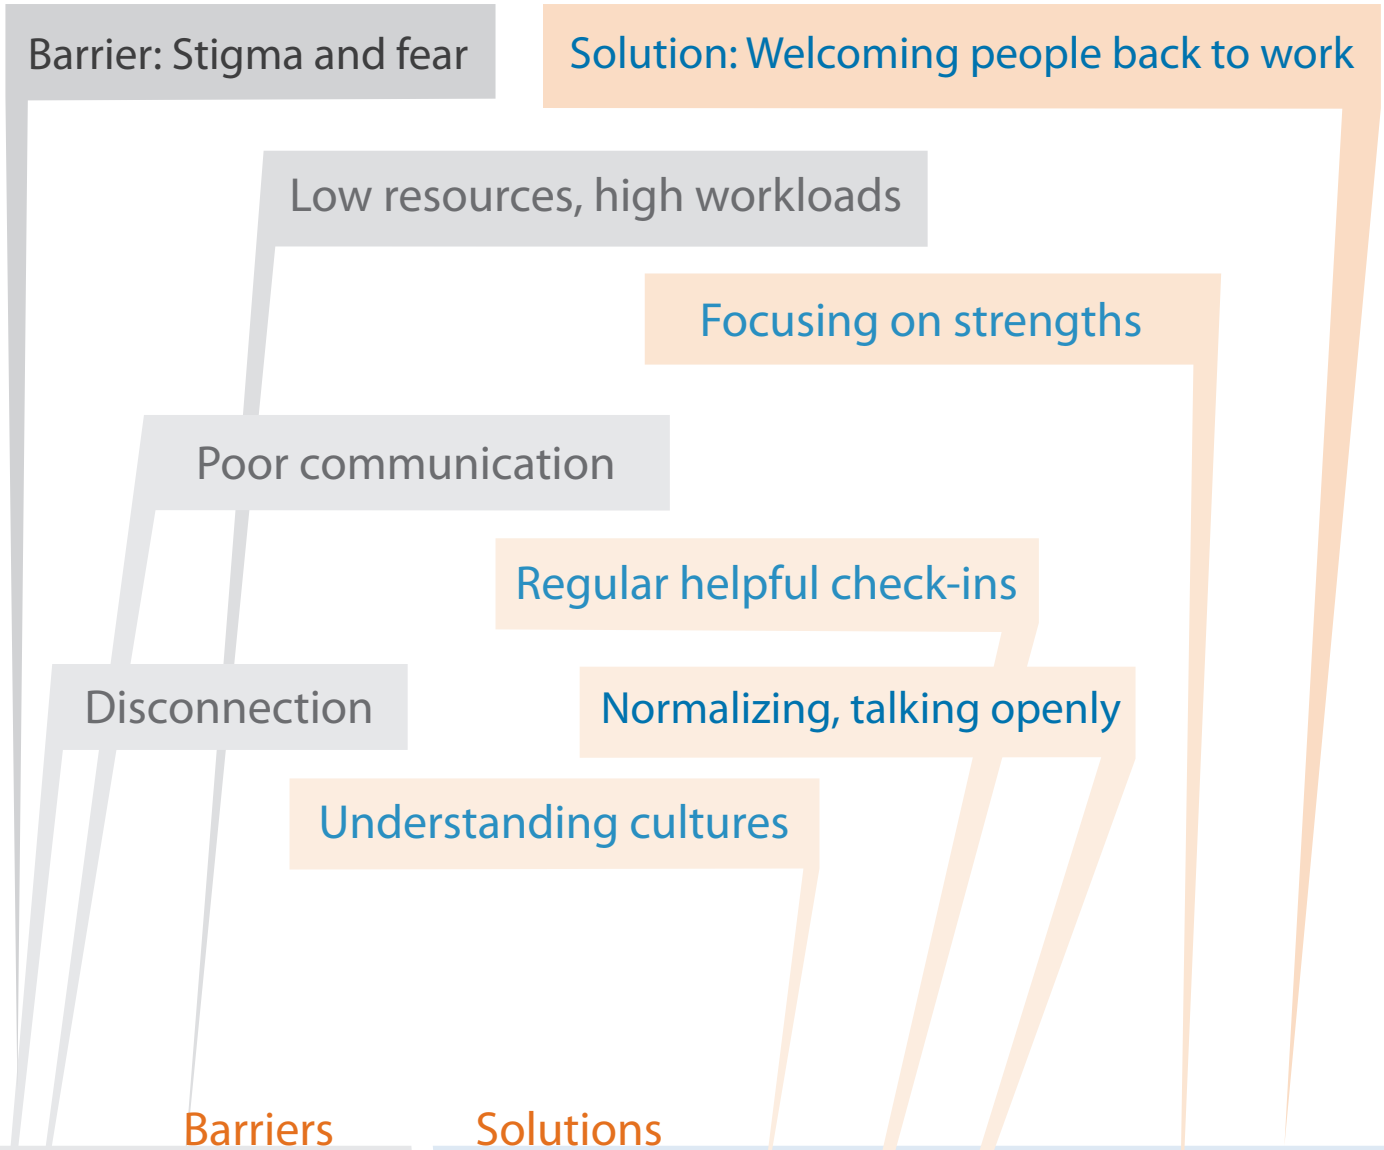 Barrier: Stigma and fear
Solution: Welcoming people back to work
Low resources, high workloads
Focusing on strengths
Poor communication
Regular helpful check-ins
Disconnection
Normalizing, talking openly
Understanding cultures
Barriers
Solutions